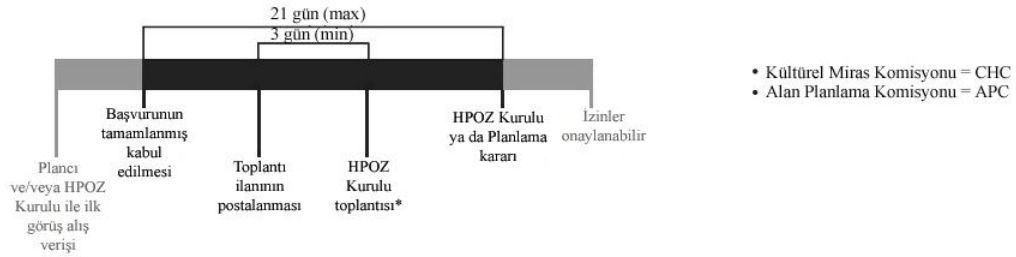 21 gün (max)
3 gün (min)
Başvurunun
tamamlanmış
kabul
edilmesi
HPOZ Kurulu
ya da Planlama
kararı
İzinler
onaylanabilir
Plancı
ve/veya HPOZ
Kurulu ile ilk
görüş alış
verişi
Toplantı
ilanının
postalanması
HPOZ
Kurulu
toplantısı*
• Kültürel Miras Komisyonu = CHC
• Alan Planlama Komisyonu = APC